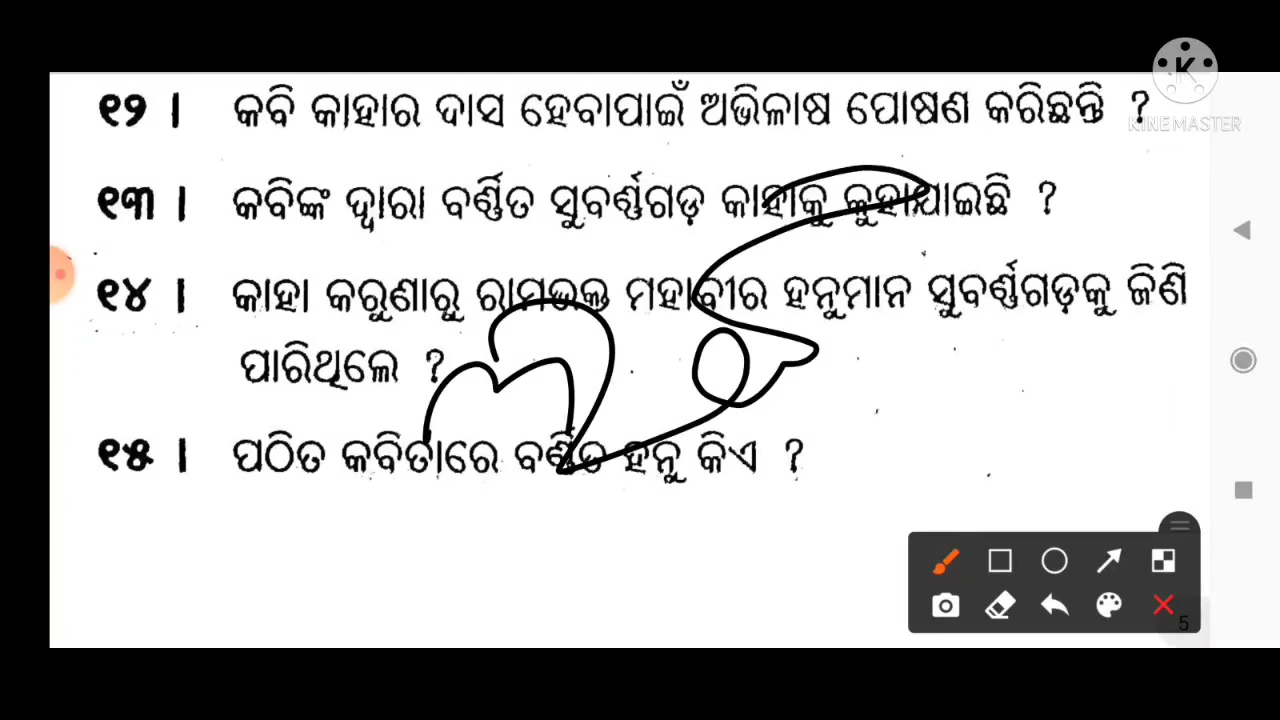 ୧୨ । କବି କାହାର ଦାସ ହେବାପାଇଁ ଅଭିଳାଷ ପୋଷଣ କରିଛନ୍ତି ?
KINEMASTER
୧୩ । କବିଙ୍କ ଦ୍ୱାରା ବର୍ଣ୍ଣିତ ସୁବର୍ଣ୍ଣଗଡ଼ କାହାକୁ କୁହାଯାଇଛି ?
୧୪ । କାହା କରୁଣାରୁ ରାମଭକ୍ତ ମହାବୀର ହନୁମାନ ସୁବର୍ଣ୍ଣଗଡ଼କୁ ଜିଣି
ପାରିଥିଲେ ?
୧୫ । ପଠିତ କବିତାରେ ବର୍ଣ୍ଣିତ ହନୁ କିଏ ?
5